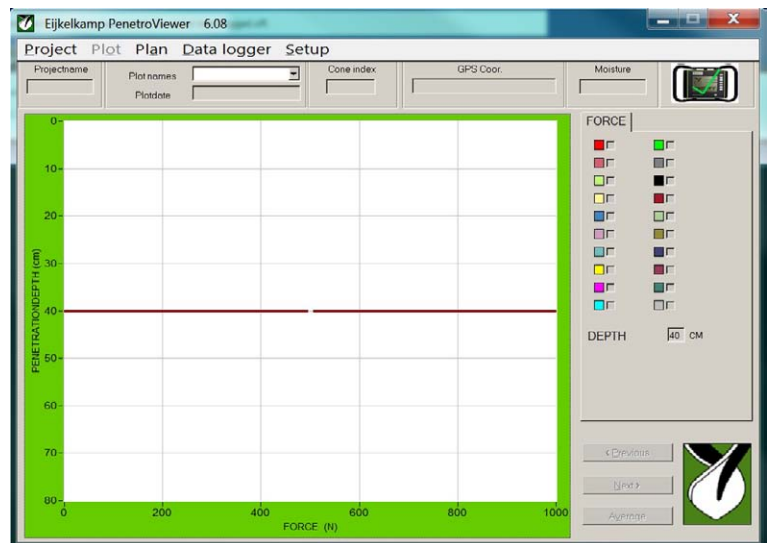 Eijkelkamp PenetroViewer 6.08
Project Plot Plan Data logger Setup
Projectname
Plotnames
Plotdate
Cone index
GPS Coor.
Moisture
FORCE
0
10
20
30
40
50
60
70
80
PENETRATIONDEPTH (cm)
0 200 400 600 800 1000
FORCE (N)
DEPTH 40 CM
< Previous
Next >
Average